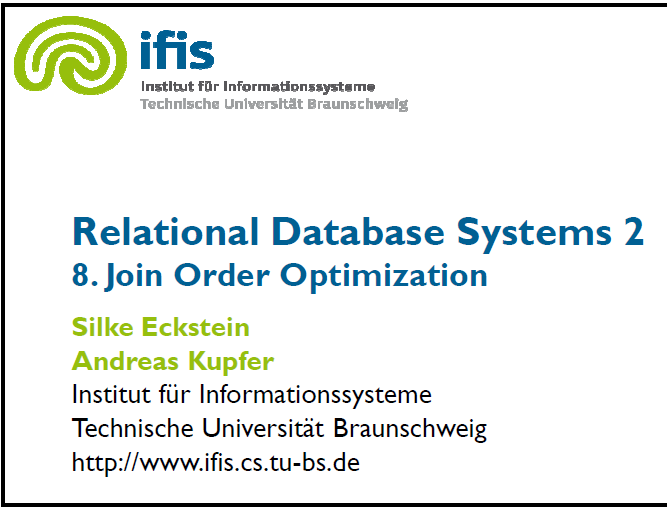 ifis
Institut für Informationssysteme
Technische Universität Braunschweig
Relational Database Systems 2
8. Join Order Optimization
Silke Eckstein
Andreas Kupfer
Institut für Informationssysteme
Technische Universität Braunschweig
http://www.ifis.cs.tu-bs.de